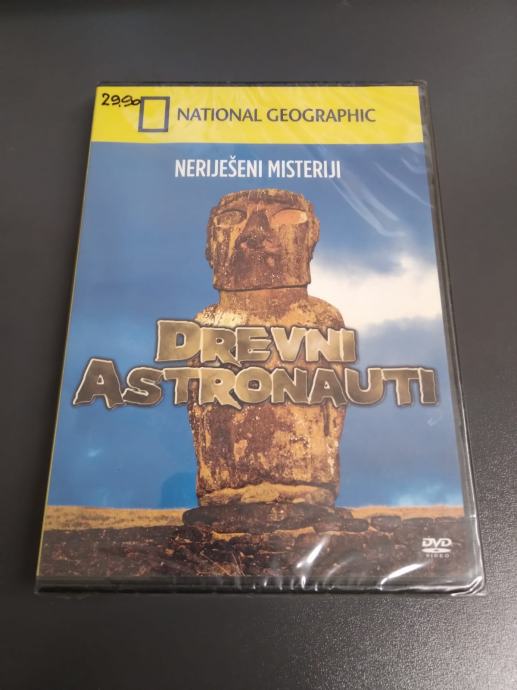 29.90
NATIONAL GEOGRAPHIC
NERIJEŠENI MISTERIJI
DREVNI
ASTRONAUTI
DVD
VIDEO